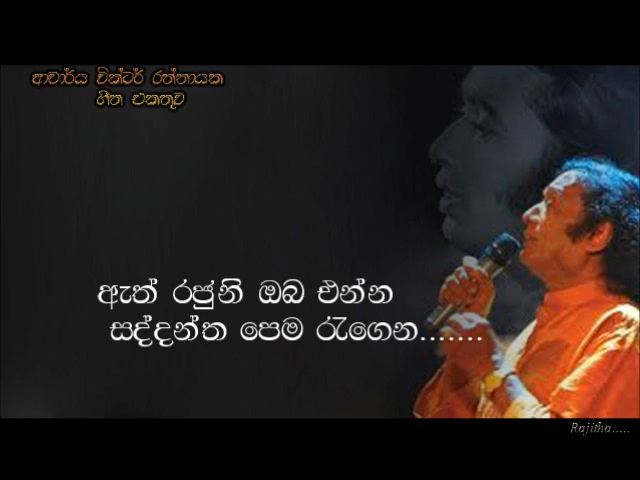 ආචාර්ය වික්ටර් රත්නායක
ගීත එකතුව
ඇත් රජුනි ඔබ එන්න
සද්දන්ත පෙම රැගෙන.......
Rajitha.....